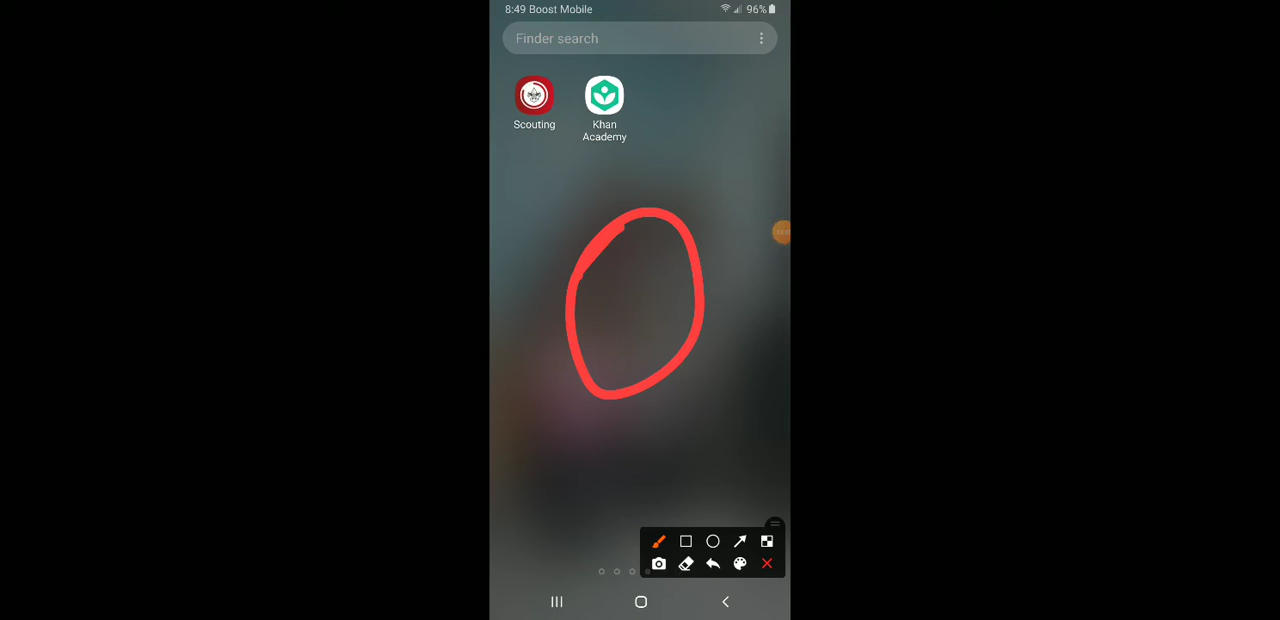 8:49 Boost Mobile 96%
Finder search
Scouting
Khan
Academy